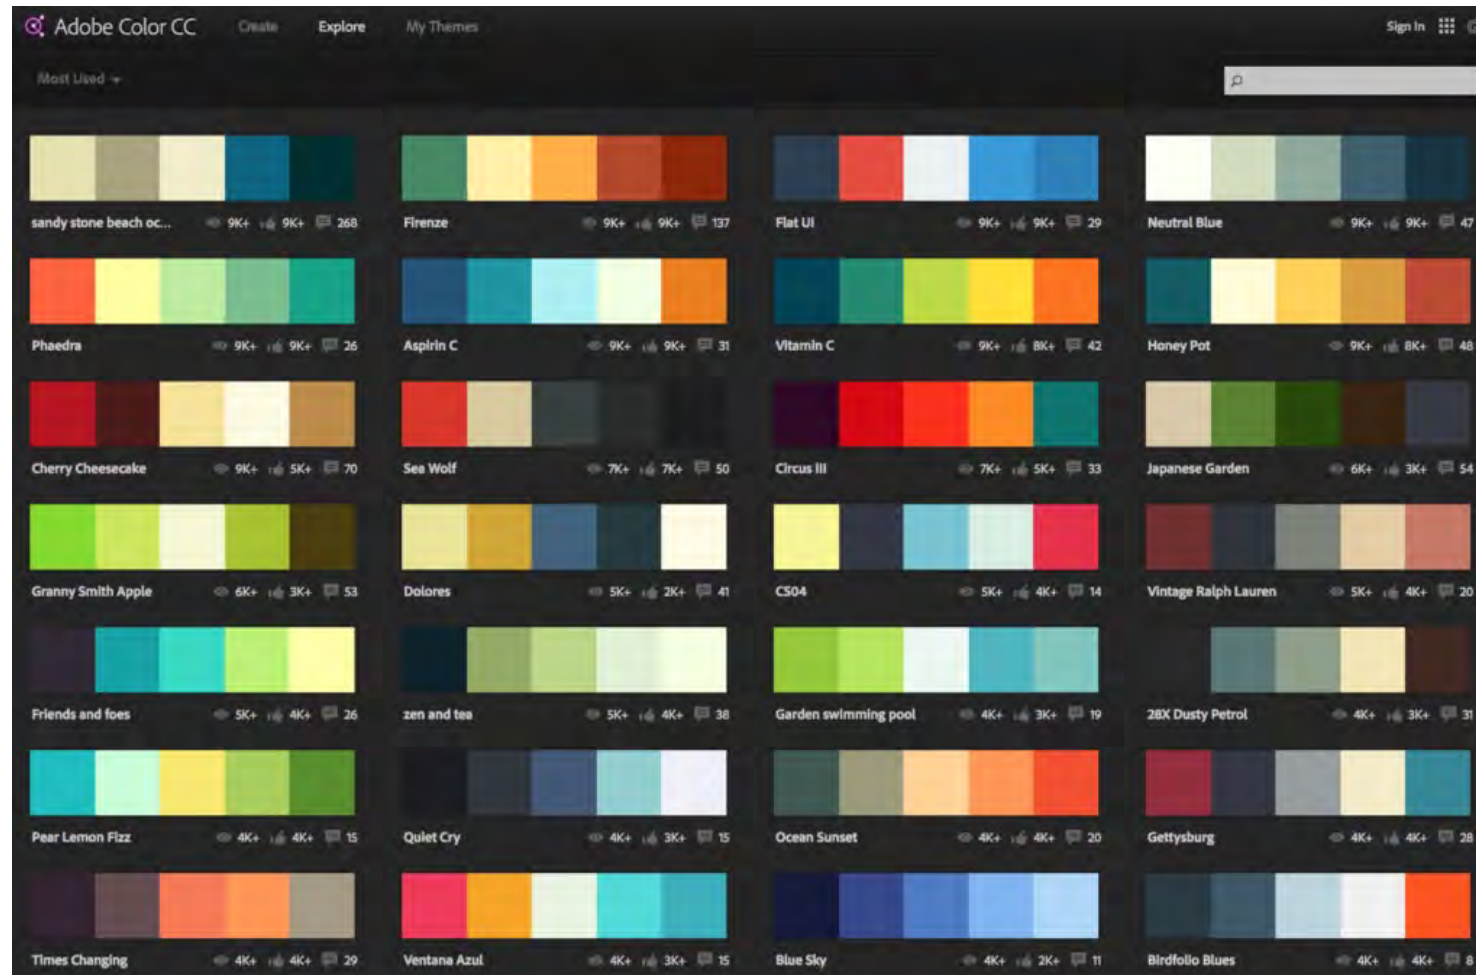 Adobe Color CC Create Explore My Themes Sign In
Most Used
sandy stone beach oc... 9K+ 9K+ 268
Firenze 9K+ 9K+ 137
Flat UI 9K+ 9K+ 29
Neutral Blue 9K+ 9K+ 47
Phaedra 9K+ 9K+ 26
Aspirin C 9K+ 9K+ 31
Vitamin C 9K+ 8K+ 42
Honey Pot 9K+ 8K+ 48
Cherry Cheesecake 9K+ 5K+ 70
Sea Wolf 7K+ 7K+ 50
Circus III 7K+ 5K+ 33
Japanese Garden 6K+ 3K+ 54
Granny Smith Apple 6K+ 3K+ 53
Dolores 5K+ 2K+ 41
CS04 5K+ 4K+ 14
Vintage Ralph Lauren 5K+ 4K+ 20
Friends and foes 5K+ 4K+ 26
zen and tea 5K+ 4K+ 38
Garden swimming pool 4K+ 3K+ 19
28X Dusty Petrol 4K+ 3K+ 31
Pear Lemon Fizz 4K+ 4K+ 15
Quiet Cry 4K+ 3K+ 15
Ocean Sunset 4K+ 4K+ 20
Gettysburg 4K+ 4K+ 28
Times Changing 4K+ 4K+ 29
Ventana Azul 4K+ 3K+ 15
Blue Sky 4K+ 2K+ 11
Birdfolio Blues 4K+ 4K+ 8